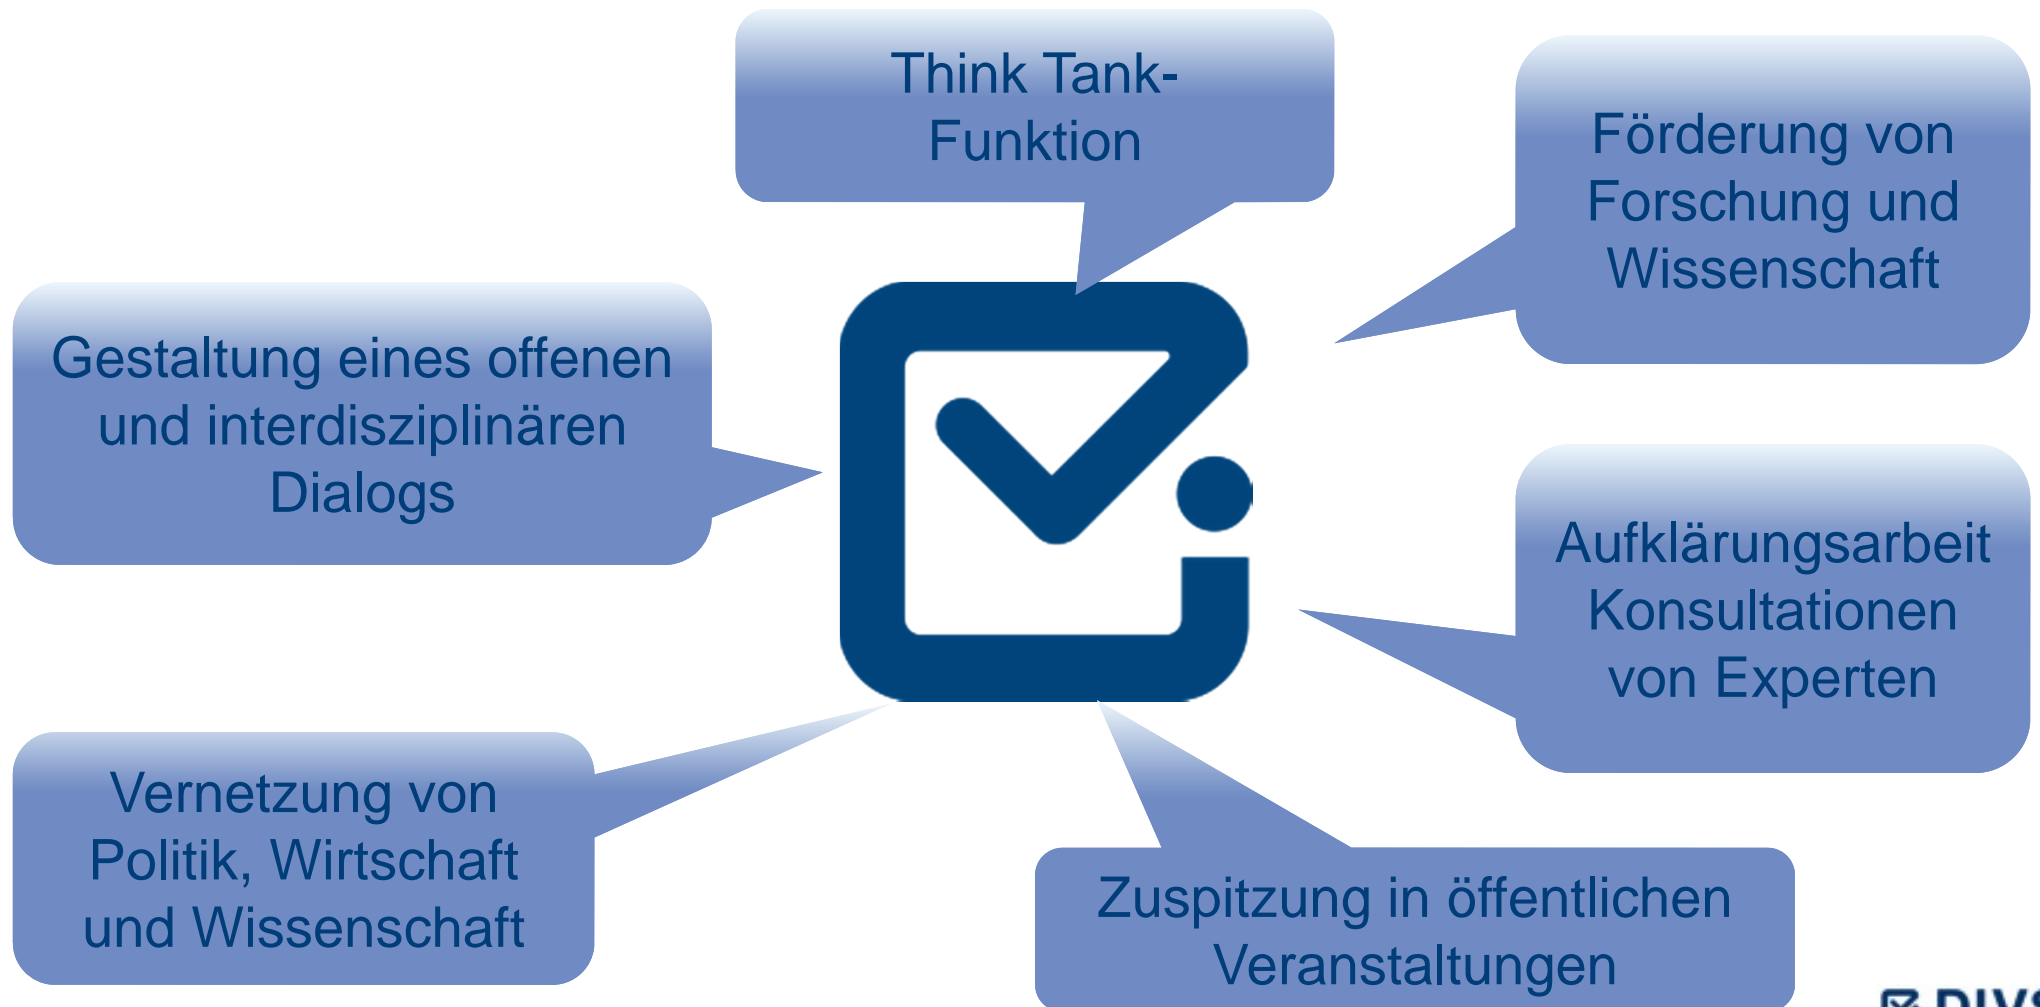 Think Tank-
Funktion
Förderung von
Forschung und
Wissenschaft
Gestaltung eines offenen
und interdisziplinären
Dialogs
Aufklärungsarbeit
Konsultationen
von Experten
Vernetzung von
Politik, Wirtschaft
und Wissenschaft
Zuspitzung in öffentlichen
Veranstaltungen